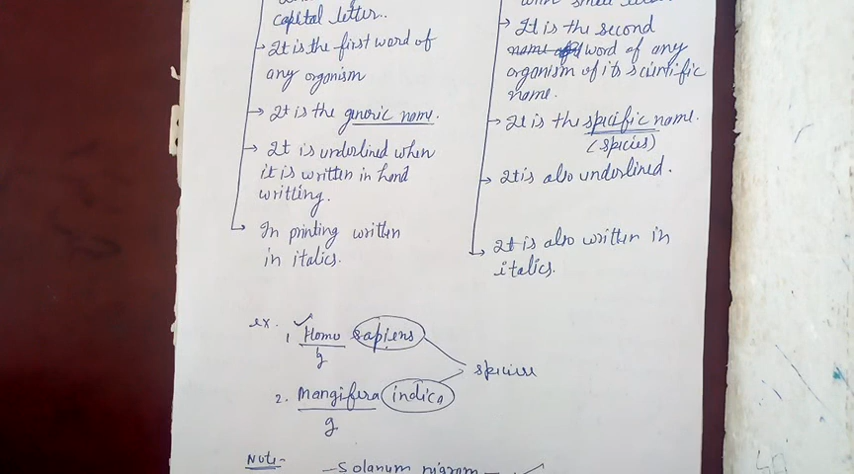 capital letter.
→ It is the first word of
any organism
→ It is the generic name.
→ It is underlined when
it is written in hand
writting.
In printing written
in italics.
→ It is the second
word of any
organism of its scintific
name.
→ It is the specific name.
(species)
→ It is also underlined.
→ It is also written in
italics.
ex. 1. Homo sapiens
g
2. Mangifera indica
g
species
Note-
- Solanum nigrum -